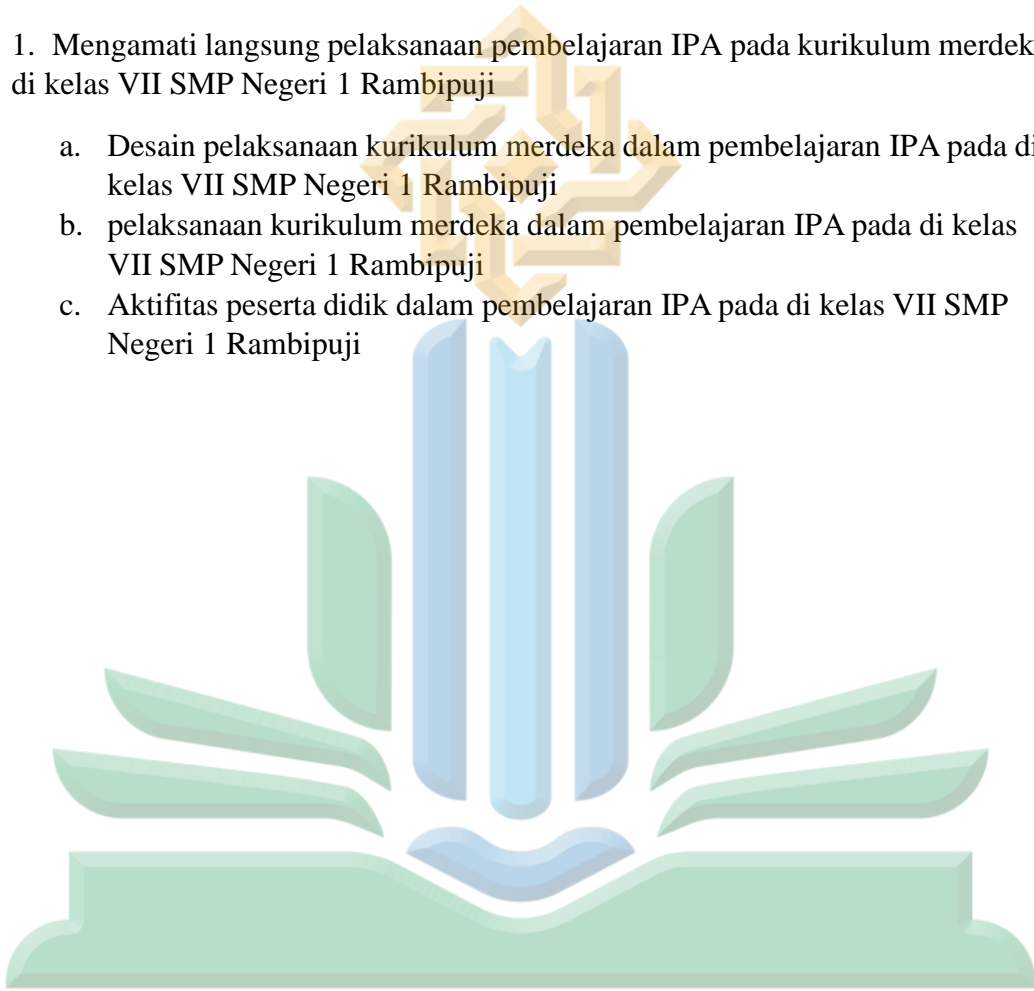 1. Mengamati langsung pelaksanaan pembelajaran IPA pada kurikulum merdek
di kelas VII SMP Negeri 1 Rambipuji
a. Desain pelaksanaan kurikulum merdeka dalam pembelajaran IPA pada di
kelas VII SMP Negeri 1 Rambipuji
b. pelaksanaan kurikulum merdeka dalam pembelajaran IPA pada di kelas
VII SMP Negeri 1 Rambipuji
c. Aktifitas peserta didik dalam pembelajaran IPA pada di kelas VII SMP
Negeri 1 Rambipuji